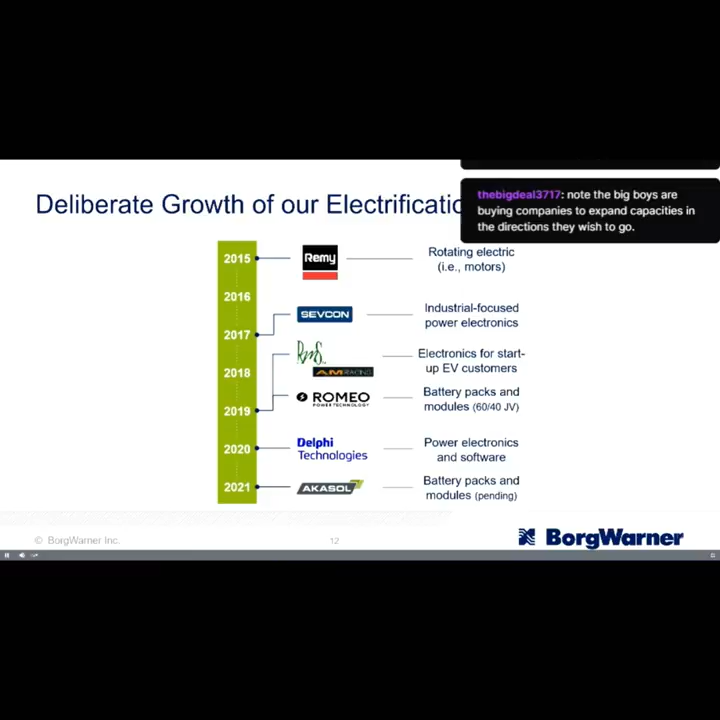 thebigdeal3717: note the big boys are
buying companies to expand capacities in
the directions they wish to go.
Deliberate Growth of our Electrificatio
2015
Remy
Rotating electric
(i.e., motors)
2016
SEVCON
Industrial-focused
power electronics
2017
RMS
AM RACING
Electronics for start-
up EV customers
2018
ROMEO
POWER TECHNOLOGY
Battery packs and
modules (60/40 JV)
2019
Delphi
Technologies
Power electronics
and software
2020
AKASOL
Battery packs and
modules (pending)
2021
© BorgWarner Inc.
12
BorgWarner